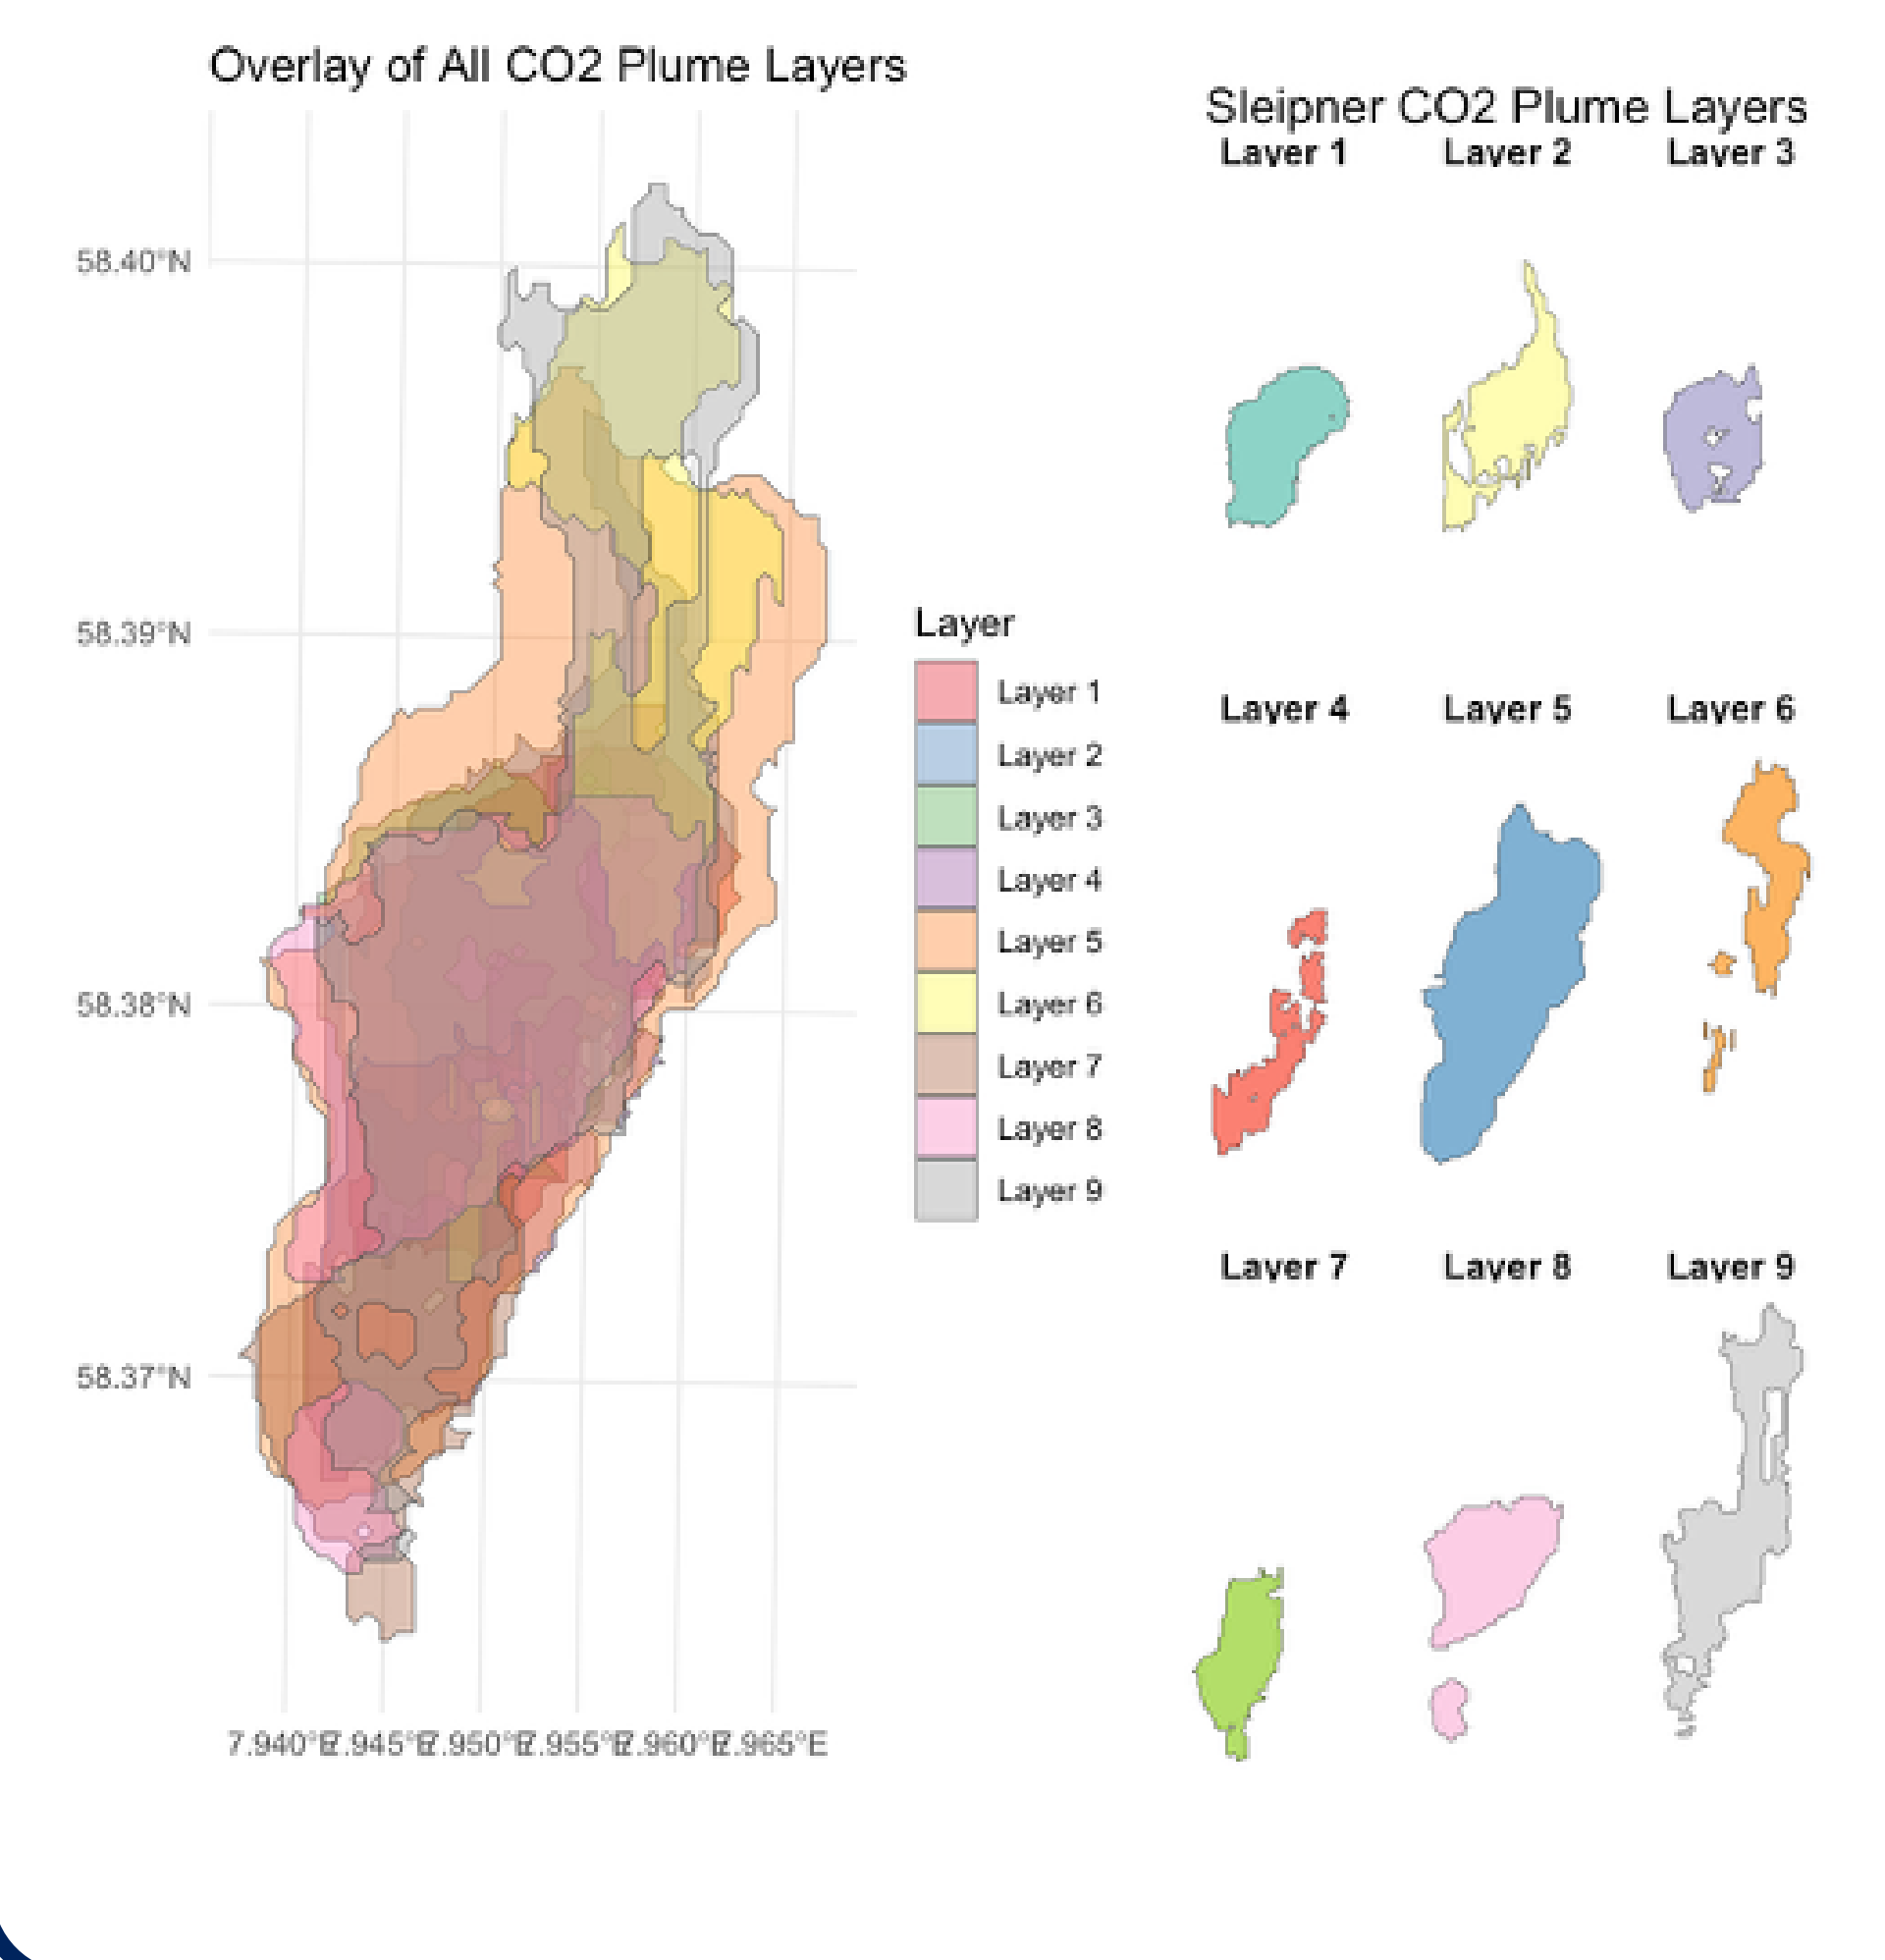 Overlay of All CO2 Plume Layers
58.40°N
58.39°N
58.38°N
58.37°N
7.940°E 7.945°E 7.950°E 7.955°E 7.960°E 7.965°E
Layer
Layer 1
Layer 2
Layer 3
Layer 4
Layer 5
Layer 6
Layer 7
Layer 8
Layer 9
Sleipner CO2 Plume Layers
Layer 1 Layer 2 Layer 3
Layer 4 Layer 5 Layer 6
Layer 7 Layer 8 Layer 9